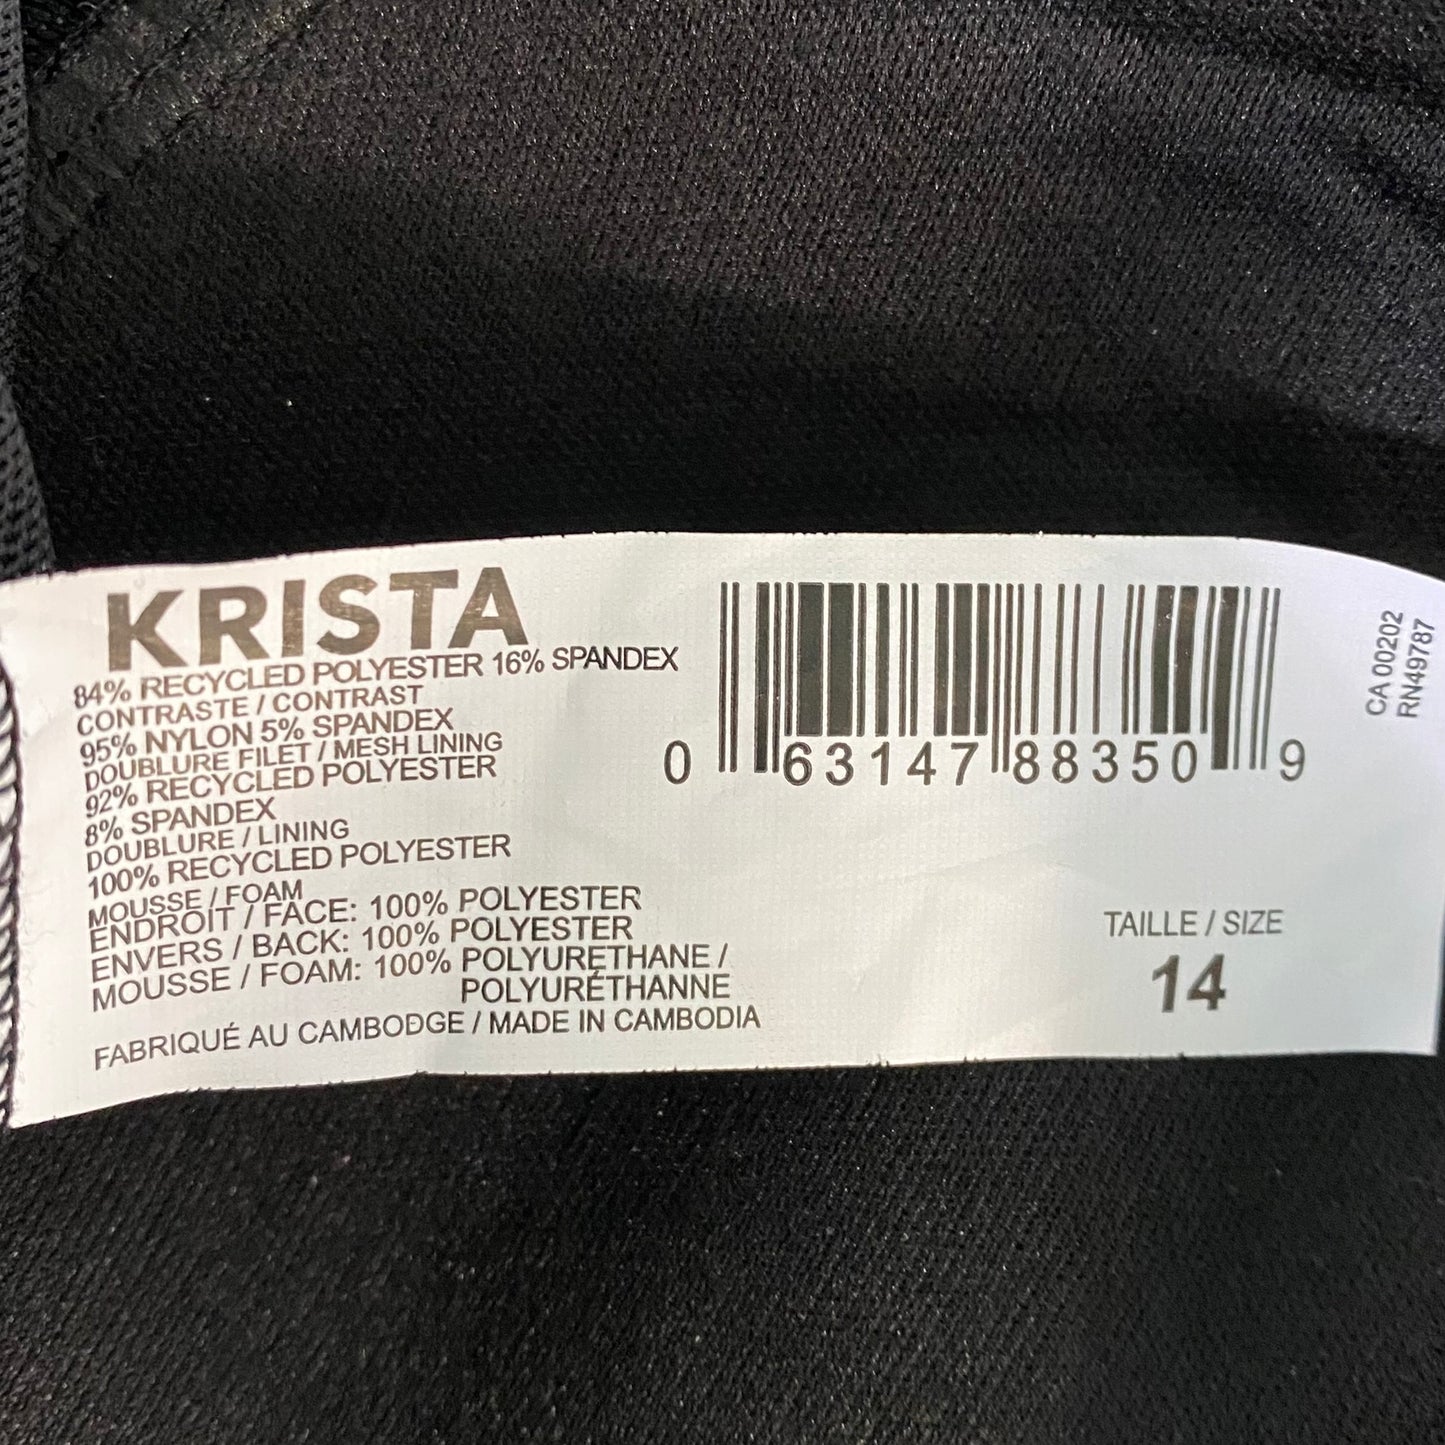 KRISTA
84% RECYCLED POLYESTER 16% SPANDEX
CONTRASTE / CONTRAST
95% NYLON 5% SPANDEX
DOUBLURE FILET / MESH LINING
92% RECYCLED POLYESTER
8% SPANDEX
DOUBLURE / LINING
100% RECYCLED POLYESTER
MOUSSE / FOAM
ENDROIT / FACE: 100% POLYESTER
ENVERS / BACK: 100% POLYESTER
MOUSSE / FOAM: 100% POLYURETHANE /
POLYURÉTHANNE
FABRIQUÉ AU CAMBODGE / MADE IN CAMBODIA
0 63147 88350 9
TAILLE / SIZE
14
CA 00202
RN49787